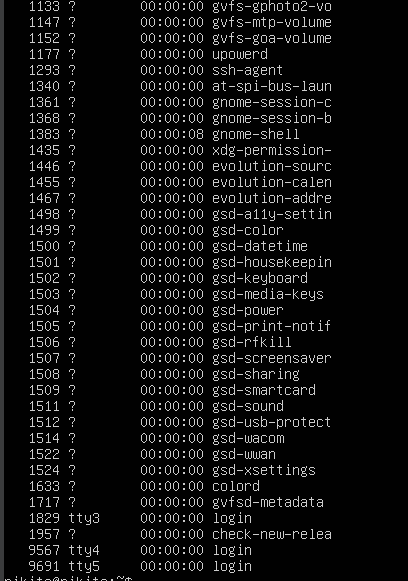 1133 ? 00:00:00 gvfs-gphoto2-vo
1147 ? 00:00:00 gvfs-mtp-volume
1152 ? 00:00:00 gvfs-goa-volume
1177 ? 00:00:00 upowerd
1293 ? 00:00:00 ssh-agent
1340 ? 00:00:00 at-spi-bus-laun
1361 ? 00:00:00 gnome-session-c
1368 ? 00:00:00 gnome-session-b
1383 ? 00:00:08 gnome-shell
1435 ? 00:00:00 xdg-permission-
1446 ? 00:00:00 evolution-sourc
1455 ? 00:00:00 evolution-calen
1467 ? 00:00:00 evolution-addre
1498 ? 00:00:00 gsd-a11y-settin
1499 ? 00:00:00 gsd-color
1500 ? 00:00:00 gsd-datetime
1501 ? 00:00:00 gsd-housekeepin
1502 ? 00:00:00 gsd-keyboard
1503 ? 00:00:00 gsd-media-keys
1504 ? 00:00:00 gsd-power
1505 ? 00:00:00 gsd-print-notif
1506 ? 00:00:00 gsd-rfkill
1507 ? 00:00:00 gsd-screensaver
1508 ? 00:00:00 gsd-sharing
1509 ? 00:00:00 gsd-smartcard
1511 ? 00:00:00 gsd-sound
1512 ? 00:00:00 gsd-usb-protect
1514 ? 00:00:00 gsd-wacom
1522 ? 00:00:00 gsd-wwan
1524 ? 00:00:00 gsd-xsettings
1633 ? 00:00:00 colord
1717 ? 00:00:00 gvfsd-metadata
1829 tty3 00:00:00 login
1957 ? 00:00:00 check-new-relea
9567 tty4 00:00:00 login
9691 tty5 00:00:00 login